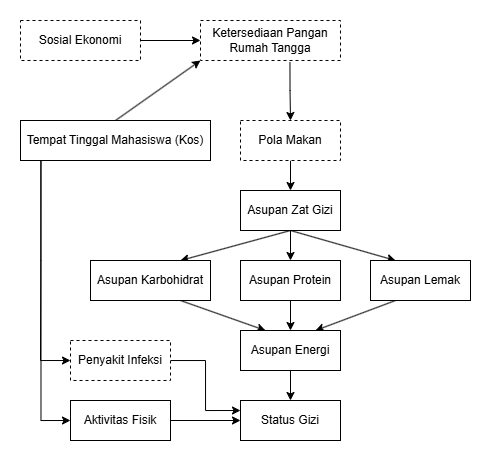 Sosial Ekonomi
Ketersediaan Pangan
Rumah Tangga
Tempat Tinggal Mahasiswa (Kos)
Pola Makan
Asupan Zat Gizi
Asupan Karbohidrat
Asupan Protein
Asupan Lemak
Asupan Energi
Penyakit Infeksi
Aktivitas Fisik
Status Gizi